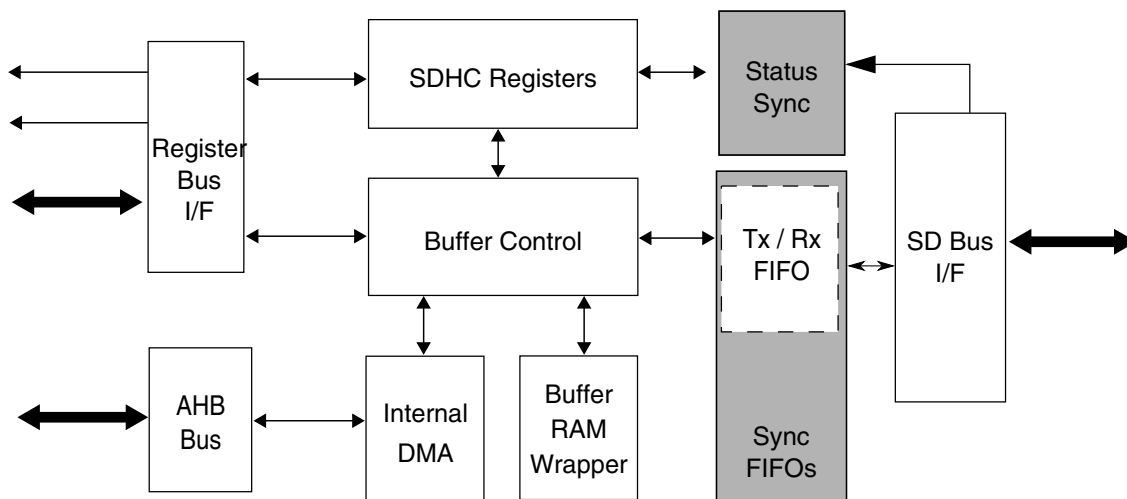 SDHC Registers
Status
Sync
Register
Bus
I/F
Buffer Control
Tx / Rx
FIFO
SD Bus
I/F
AHB
Bus
Internal
DMA
Buffer
RAM
Wrapper
Sync
FIFOs